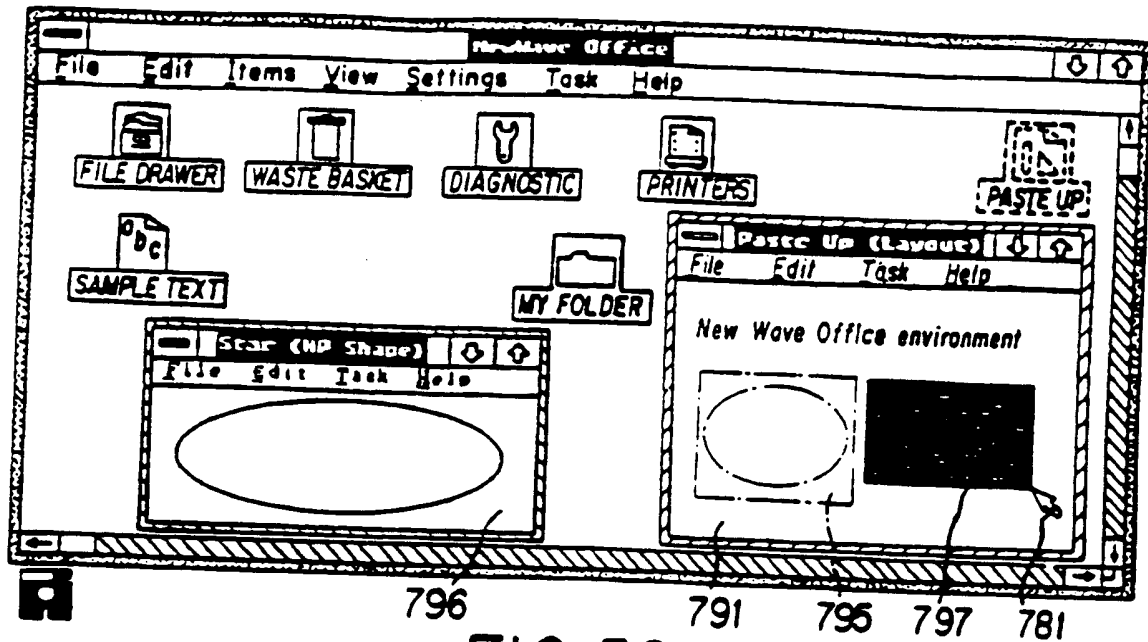 NewWave Office
File Edit Items View Settings Task Help
FILE DRAWER WASTE BASKET DIAGNOSTIC PRINTERS PASTE UP
abc
SAMPLE TEXT MY FOLDER
Paste Up (Layout)
File Edit Task Help
New Wave Office environment
Star (HP Shape)
File Edit Task Help
796 791 795 797 781